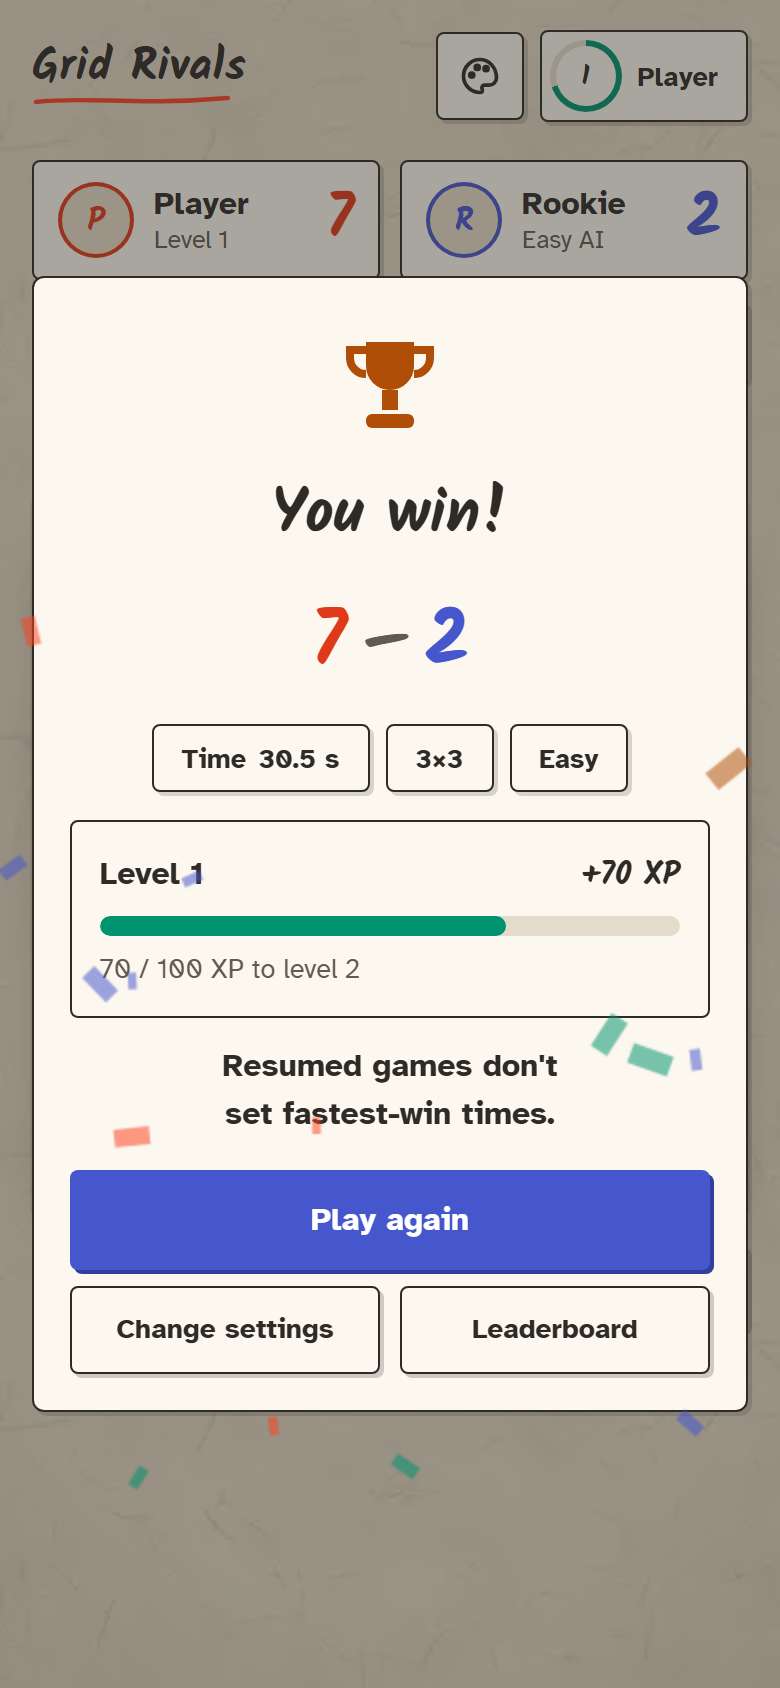 Grid Rivals
1 Player
P Player 7
Level 1
R Rookie 2
Easy AI
You win!
7 – 2
Time 30.5 s 3×3 Easy
Level 1 +70 XP
70 / 100 XP to level 2
Resumed games don't
set fastest-win times.
Play again
Change settings Leaderboard